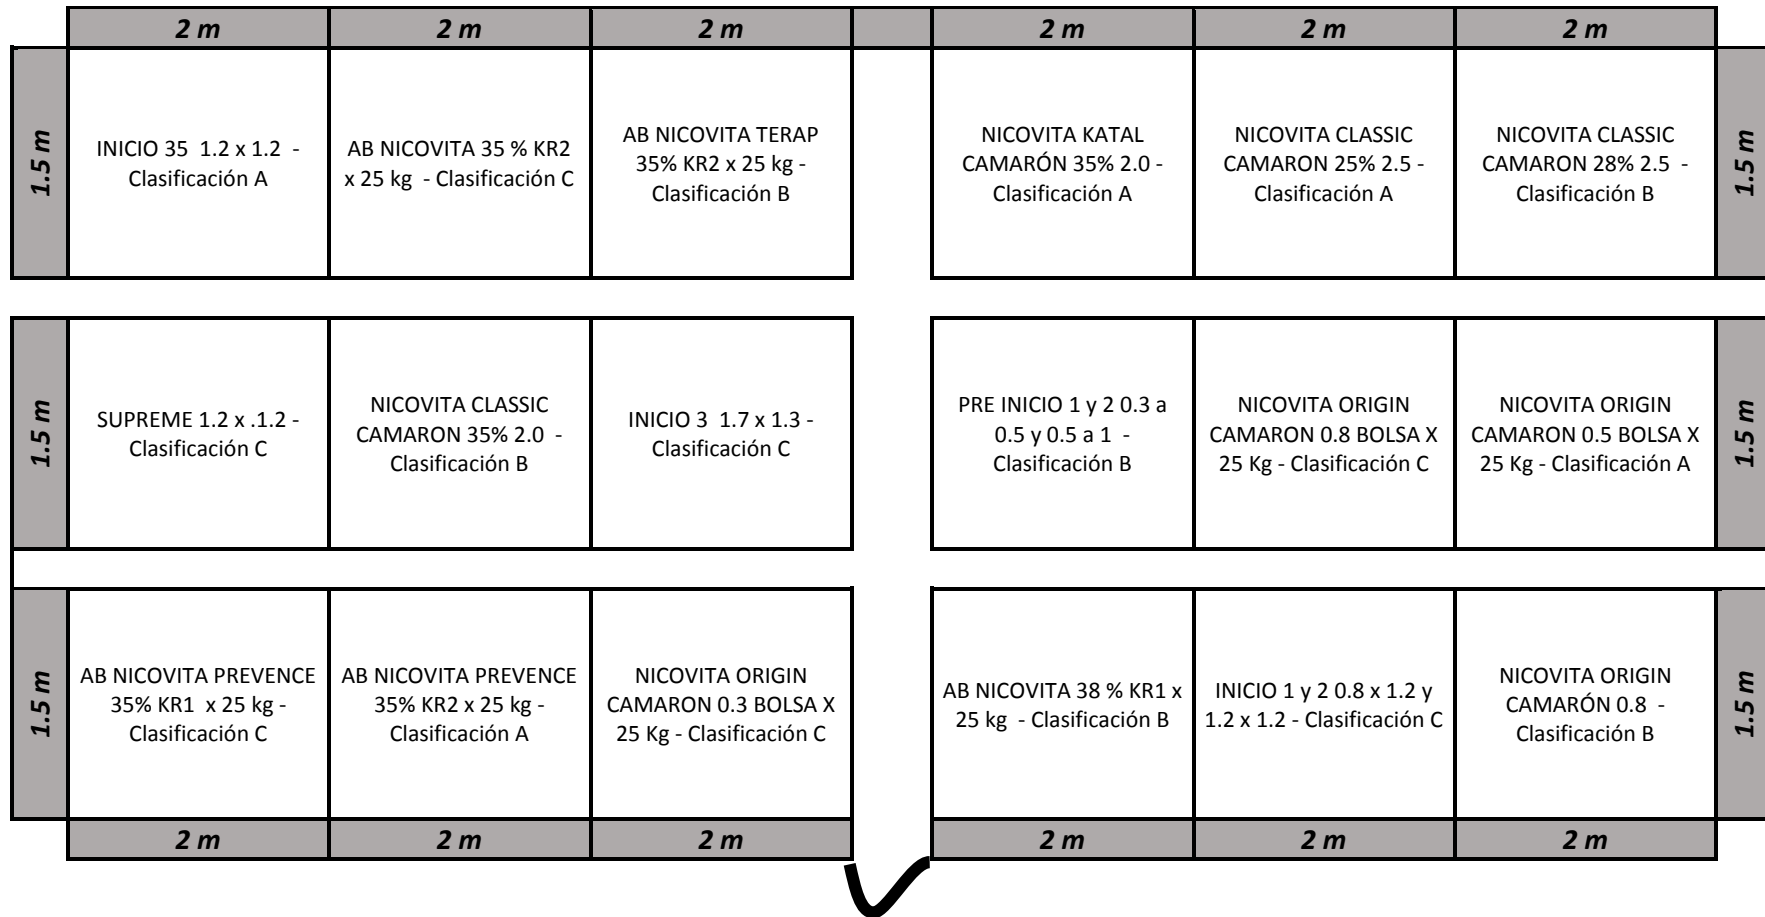 2 m 2 m 2 m 2 m 2 m 2 m
1.5 m
INICIO 35 1.2 x 1.2 -
Clasificación A
AB NICOVITA 35 % KR2
x 25 kg - Clasificación C
AB NICOVITA TERAP
35% KR2 x 25 kg -
Clasificación B
NICOVITA KATAL
CAMARÓN 35% 2.0 -
Clasificación A
NICOVITA CLASSIC
CAMARON 25% 2.5 -
Clasificación A
NICOVITA CLASSIC
CAMARON 28% 2.5 -
Clasificación B
1.5 m
1.5 m
SUPREME 1.2 x .1.2 -
Clasificación C
NICOVITA CLASSIC
CAMARON 35% 2.0 -
Clasificación B
INICIO 3 1.7 x 1.3 -
Clasificación C
PRE INICIO 1 y 2 0.3 a
0.5 y 0.5 a 1 -
Clasificación B
NICOVITA ORIGIN
CAMARON 0.8 BOLSA X
25 Kg - Clasificación C
NICOVITA ORIGIN
CAMARON 0.5 BOLSA X
25 Kg - Clasificación A
1.5 m
1.5 m
AB NICOVITA PREVENCE
35% KR1 x 25 kg -
Clasificación C
AB NICOVITA PREVENCE
35% KR2 x 25 kg -
Clasificación A
NICOVITA ORIGIN
CAMARON 0.3 BOLSA X
25 Kg - Clasificación C
AB NICOVITA 38 % KR1 x
25 kg - Clasificación B
INICIO 1 y 2 0.8 x 1.2 y
1.2 x 1.2 - Clasificación C
NICOVITA ORIGIN
CAMARÓN 0.8 -
Clasificación B
1.5 m
2 m 2 m 2 m 2 m 2 m 2 m